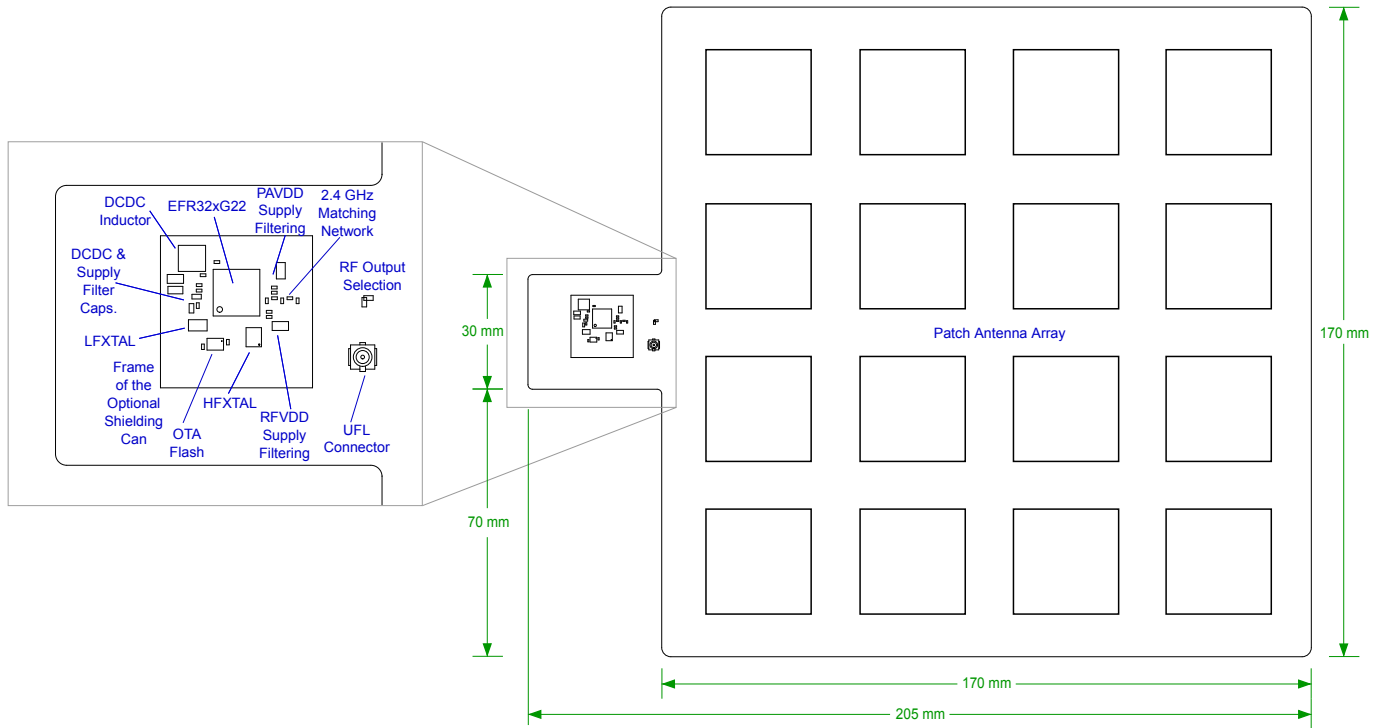 DCDC
Inductor
EFR32xG22
PAVDD
Supply
Filtering
2.4 GHz
Matching
Network
DCDC &
Supply
Filter
Caps.
RF Output
Selection
LFXTAL
Frame
of the
Optional
Shielding
Can
HFXTAL
OTA
Flash
RFVDD
Supply
Filtering
UFL
Connector
30 mm
70 mm
Patch Antenna Array
170 mm
170 mm
205 mm